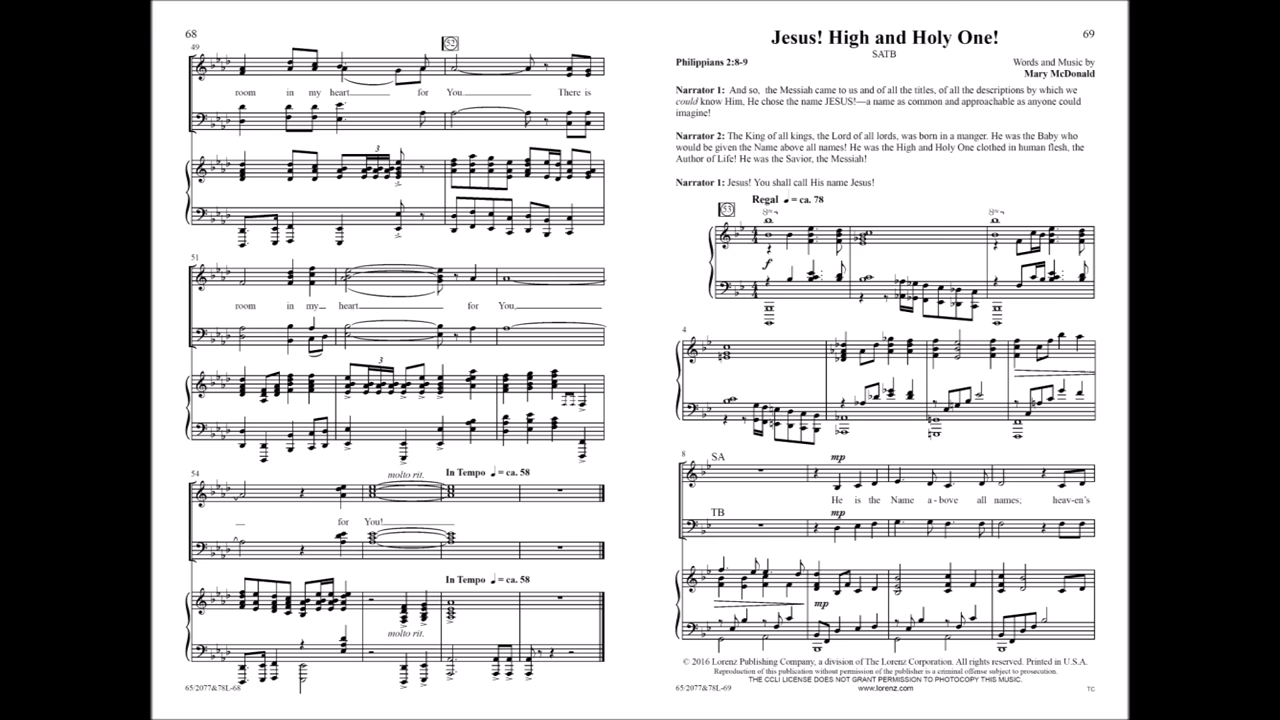 68
49
52
room in my heart for You. There is
3
51
room in my heart for You,
3
54
molto rit.
In Tempo ♩ = ca. 58
for You!
In Tempo ♩ = ca. 58
molto rit.
65/2077&78L-68
Jesus! High and Holy One!
69
SATB
Philippians 2:8-9
Words and Music by
Mary McDonald
Narrator 1: And so, the Messiah came to us and of all the titles, of all the descriptions by which we
could know Him, He chose the name JESUS!—a name as common and approachable as anyone could
imagine!
Narrator 2: The King of all kings, the Lord of all lords, was born in a manger. He was the Baby who
would be given the Name above all names! He was the High and Holy One clothed in human flesh, the
Author of Life! He was the Savior, the Messiah!
Narrator 1: Jesus! You shall call His name Jesus!
53
Regal ♩ = ca. 78
f
4
8
SA
mp
He is the Name a - bove all names; heav-en's
TB
mp
mp
© 2016 Lorenz Publishing Company, a division of The Lorenz Corporation. All rights reserved. Printed in U.S.A.
Reproduction of this publication without permission of the publisher is a criminal offense subject to prosecution.
THE CCLI LICENSE DOES NOT GRANT PERMISSION TO PHOTOCOPY THIS MUSIC.
65/2077&78L-69
www.lorenz.com
TC